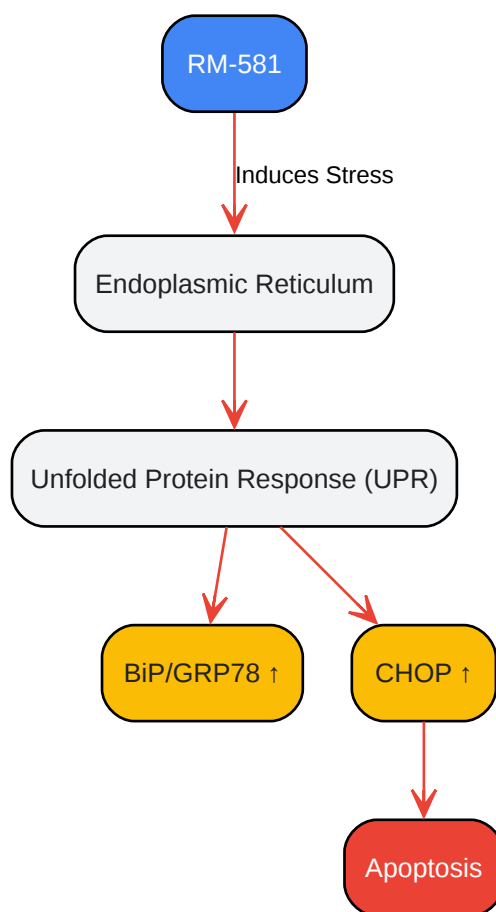 RM-581
Induces Stress
Endoplasmic Reticulum
Unfolded Protein Response (UPR)
BiP/GRP78 ↑
CHOP ↑
Apoptosis